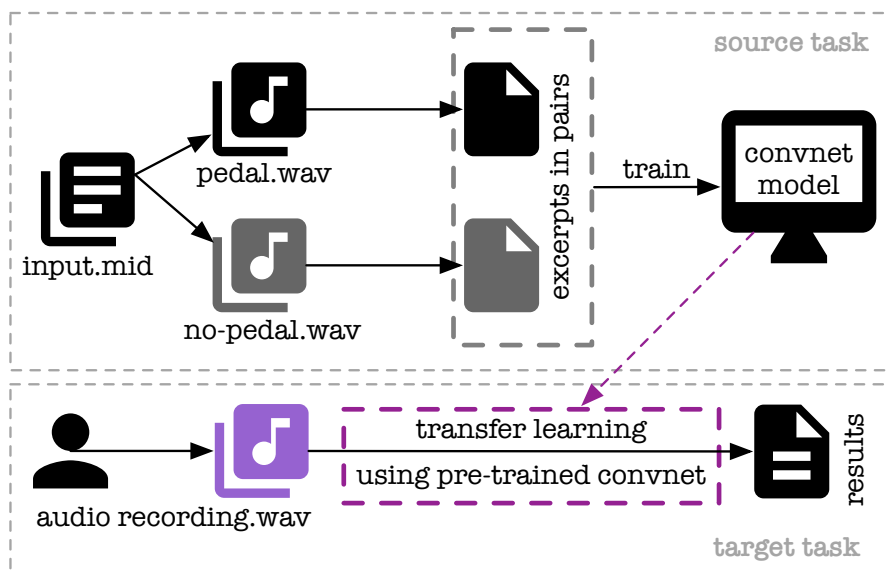 source task
pedal.wav
excerpts in pairs
train
convnet
model
input.mid
no-pedal.wav
transfer learning
using pre-trained convnet
results
audio recording.wav
target task